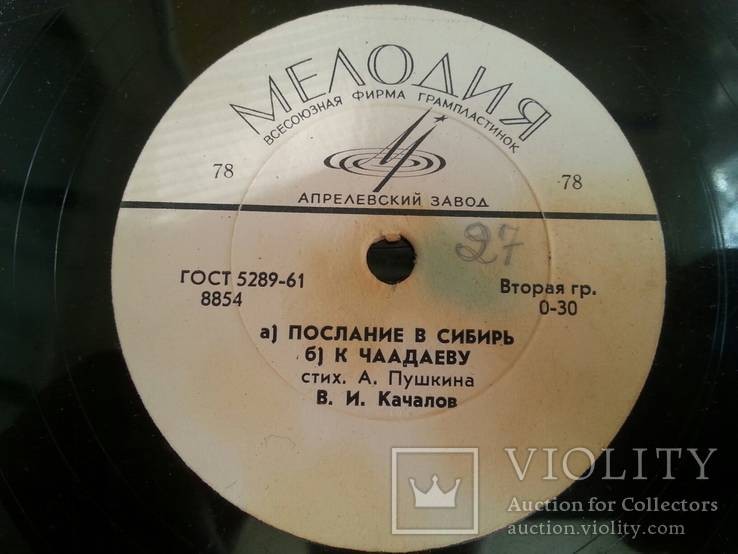 МЕЛОДИЯ
ВСЕСОЮЗНАЯ ФИРМА ГРАМПЛАСТИНОК
78
78
АПРЕЛЕВСКИЙ ЗАВОД
27
ГОСТ 5289-61
8854
Вторая гр.
0-30
а) ПОСЛАНИЕ В СИБИРЬ
б) К ЧААДАЕВУ
стих. А. Пушкина
В. И. Качалов
VIOLITY
Auction for Collectors
auction.violity.com